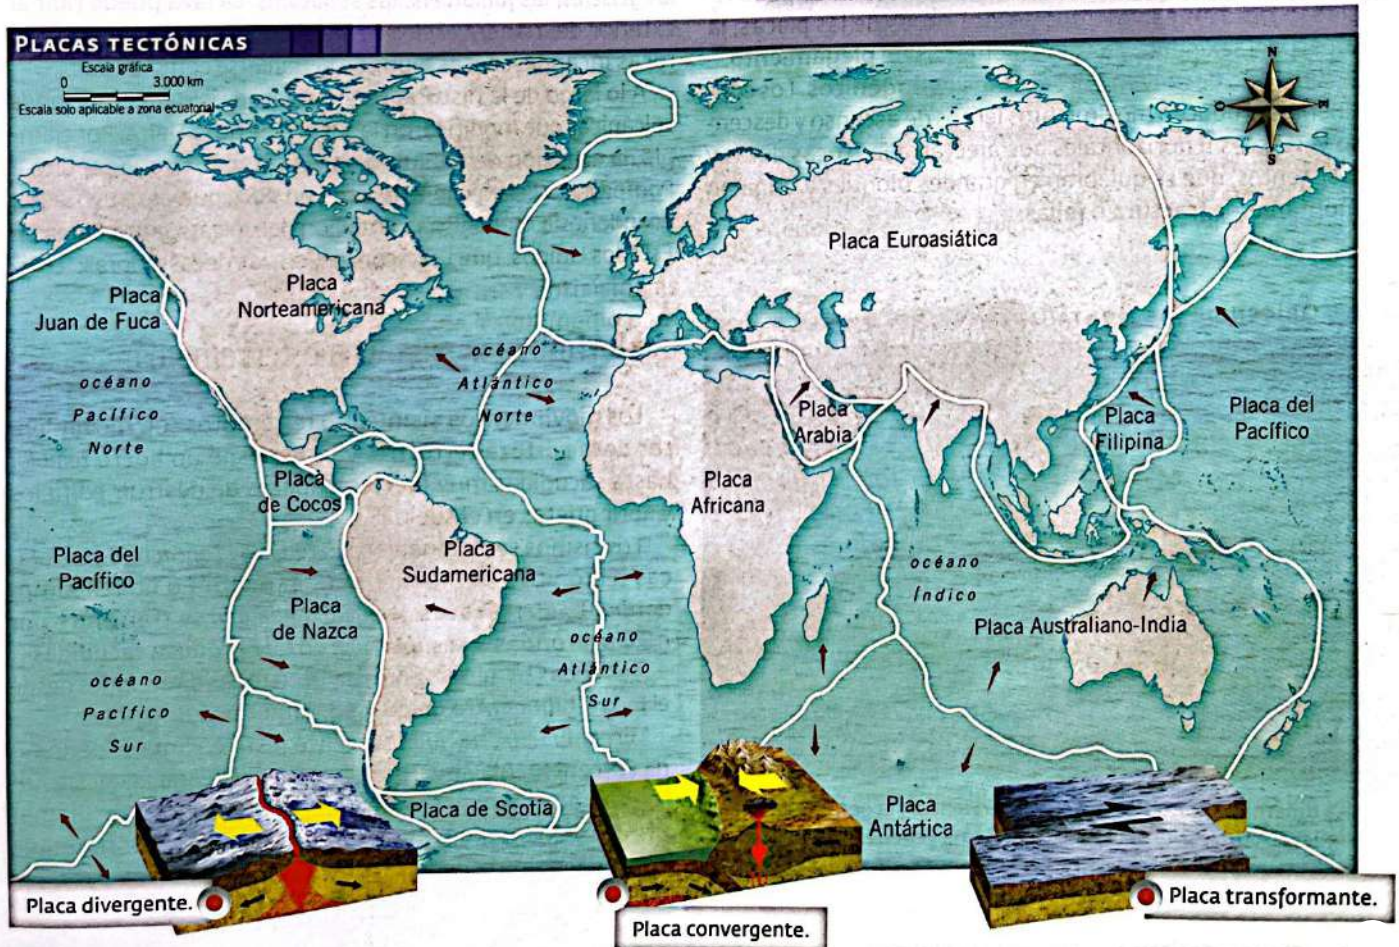 PLACAS TECTÓNICAS
Escala gráfica
0 3.000 km
Escala solo aplicable a zona ecuatorial
N
O
E
S
Placa Euroasiática
Placa
Norteamericana
Placa
Juan de Fuca
océano
Pacífico
Norte
océano
Atlántico
Norte
Placa
Arabia
Placa
Filipina
Placa del
Pacífico
Placa
de Cocos
Placa
Africana
Placa del
Pacífico
Placa
Sudamericana
océano
Índico
Placa
de Nazca
Placa Australiano-India
océano
Atlántico
Sur
océano
Pacífico
Sur
Placa de Scotia
Placa
Antártica
Placa divergente.
Placa convergente.
Placa transformante.